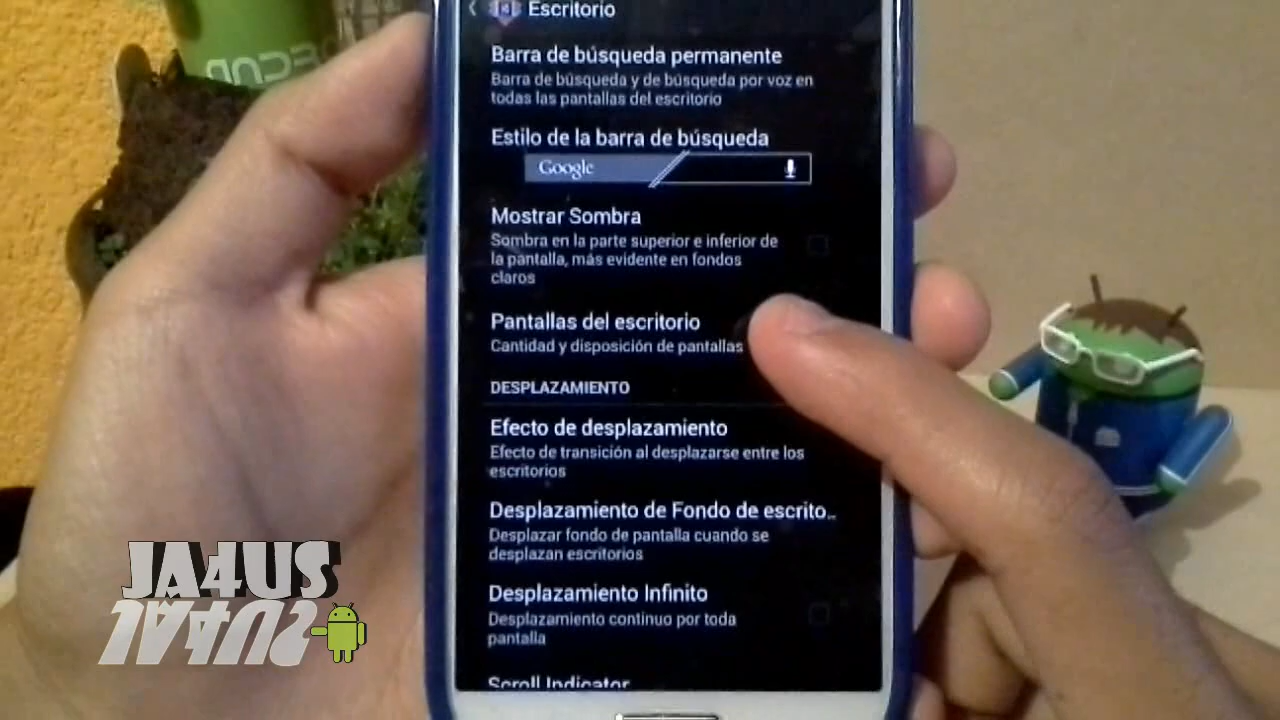 Escritorio
Barra de búsqueda permanente
Barra de búsqueda y de búsqueda por voz en
todas las pantallas del escritorio
Estilo de la barra de búsqueda
Google
Mostrar Sombra
Sombra en la parte superior e inferior de
la pantalla, más evidente en fondos
claros
Pantallas del escritorio
Cantidad y disposición de pantallas
DESPLAZAMIENTO
Efecto de desplazamiento
Efecto de transición al desplazarse entre los
escritorios
Desplazamiento de Fondo de escrito..
Desplazar fondo de pantalla cuando se
desplazan escritorios
Desplazamiento Infinito
Desplazamiento continuo por toda
pantalla
Scroll Indicator
JA4US